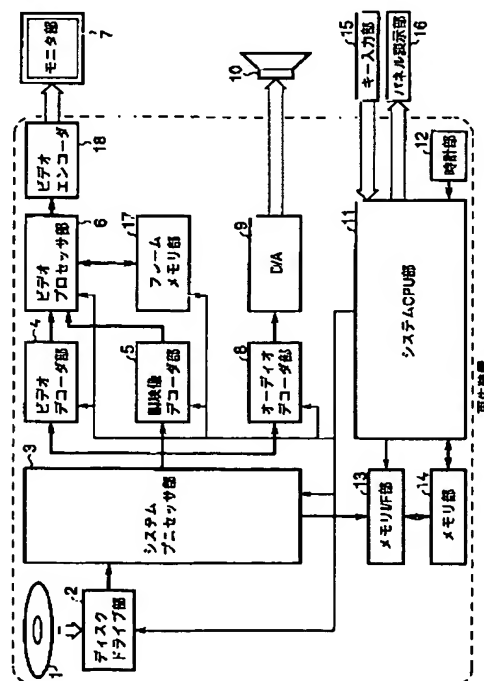 1
2
ディスク
ドライブ部
3
システム
プニセッサ部
4
ビデオ
デコーダ部
5
副映像
デコーダ部
6
ビデオ
プロセッサ部
17
フレーム
メモリ部
18
ビデオ
エンコーダ
7
モニタ部
8
オーディオ
デコーダ部
9
D/A
10
11
システムCPU部
12
時計部
13
メモリI/F部
14
メモリ部
15
キー入力部
パネル表示部
16
再生装置